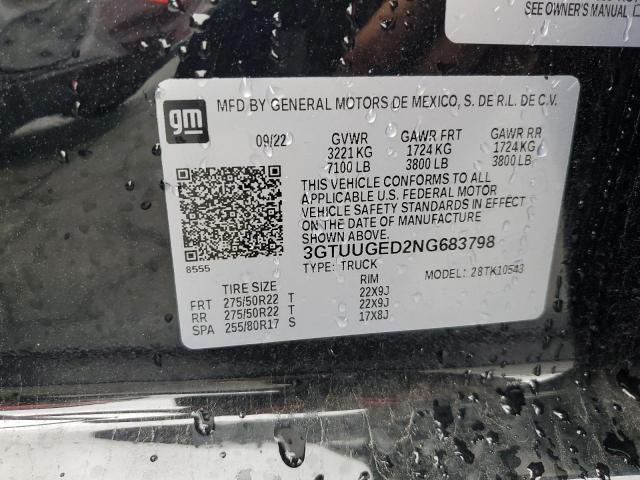 SEE OWNER'S MANUAL
gm
MFD BY GENERAL MOTORS DE MEXICO, S. DE R.L. DE C.V.
09/22 GVWR GAWR FRT GAWR RR
3221 KG 1724 KG 1724 KG
7100 LB 3800 LB 3800 LB
THIS VEHICLE CONFORMS TO ALL
APPLICABLE U.S. FEDERAL MOTOR
VEHICLE SAFETY STANDARDS IN EFFECT
ON THE DATE OF MANUFACTURE
SHOWN ABOVE.
3GTUUGED2NG683798
8555 TYPE: TRUCK MODEL: 28TK10543
TIRE SIZE RIM
FRT 275/50R22 T 22X9J
RR 275/50R22 T 22X9J
SPA 255/80R17 S 17X8J